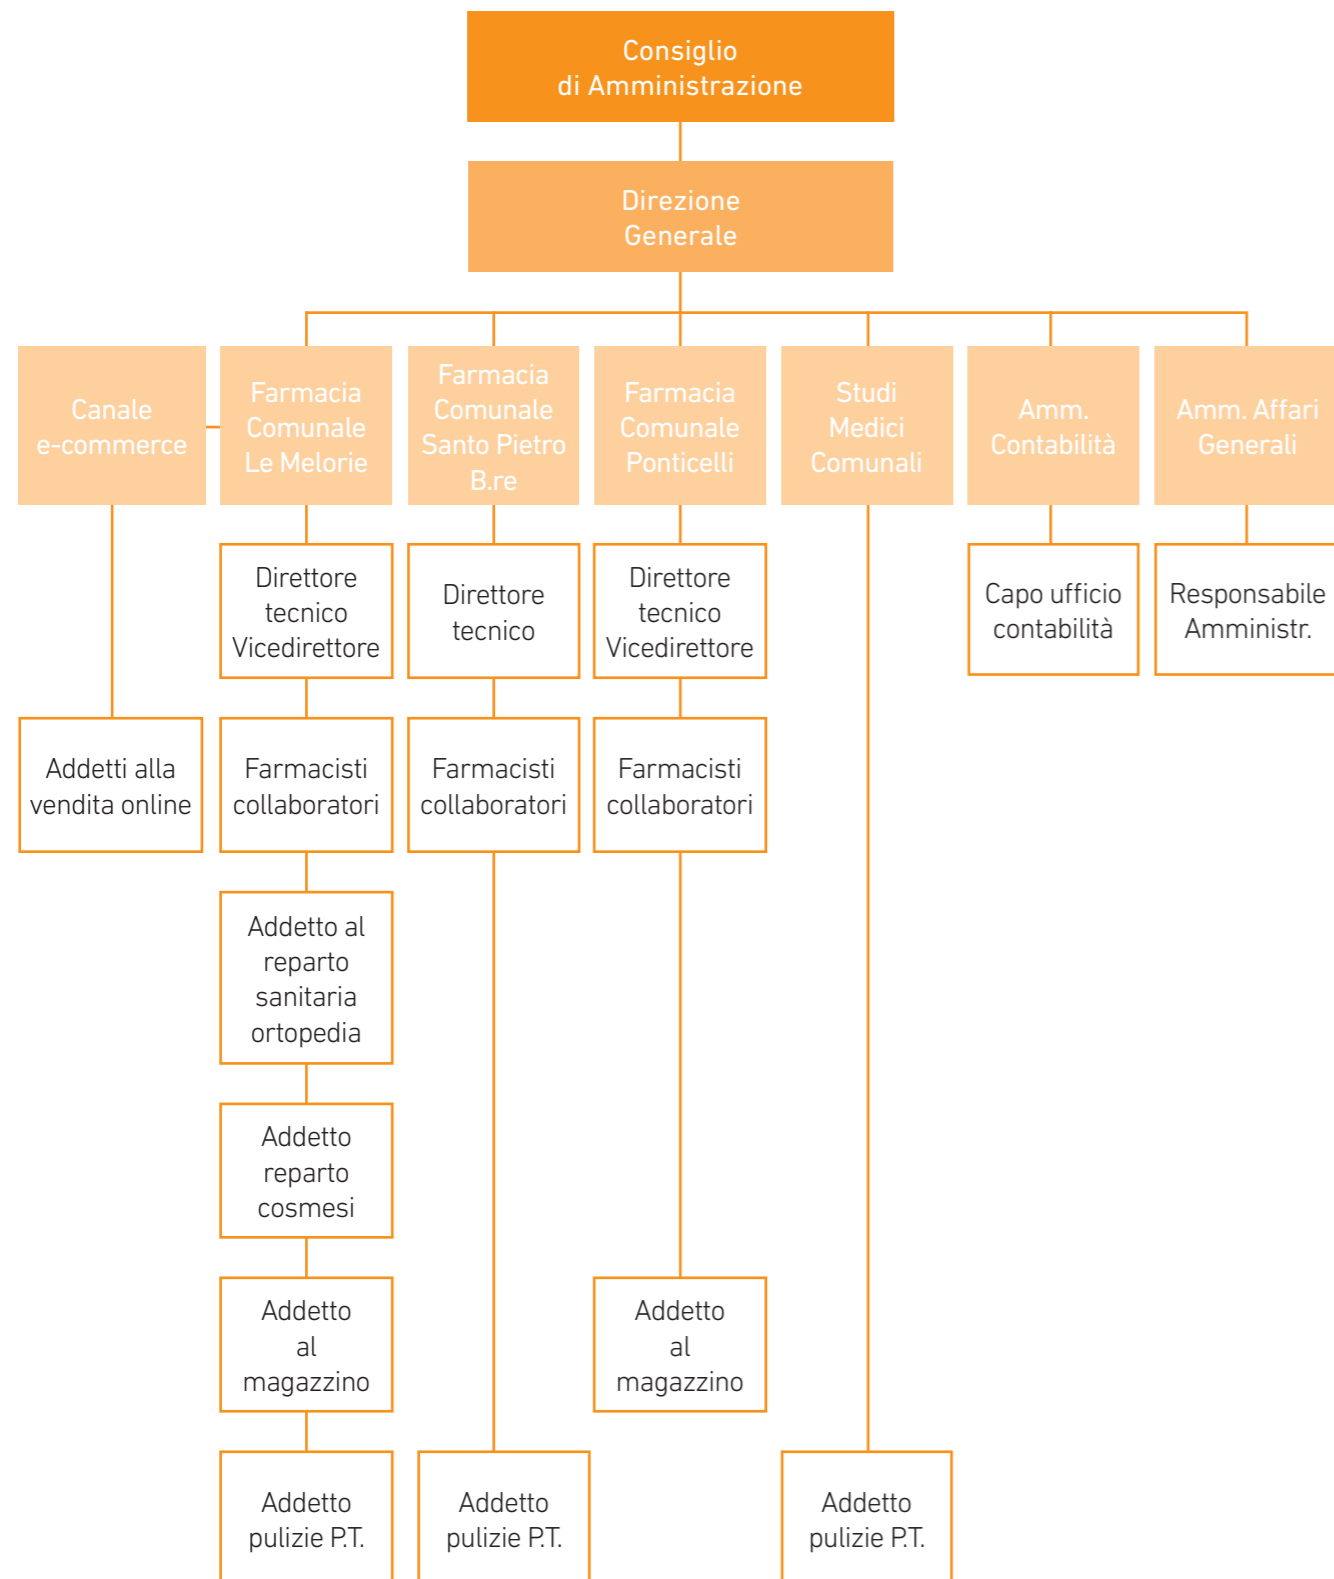 Consiglio
di Amministrazione
Direzione
Generale
Canale
e-commerce
Farmacia
Comunale
Le Melorie
Farmacia
Comunale
Santo Pietro
B.re
Farmacia
Comunale
Ponticelli
Studi
Medici
Comunali
Amm.
Contabilità
Amm. Affari
Generali
Direttore
tecnico
Vicedirettore
Direttore
tecnico
Direttore
tecnico
Vicedirettore
Capo ufficio
contabilità
Responsabile
Amministr.
Addetti alla
vendita online
Farmacisti
collaboratori
Farmacisti
collaboratori
Farmacisti
collaboratori
Addetto al
reparto
sanitaria
ortopedia
Addetto
reparto
cosmesi
Addetto
al
magazzino
Addetto
al
magazzino
Addetto
pulizie P.T.
Addetto
pulizie P.T.
Addetto
pulizie P.T.